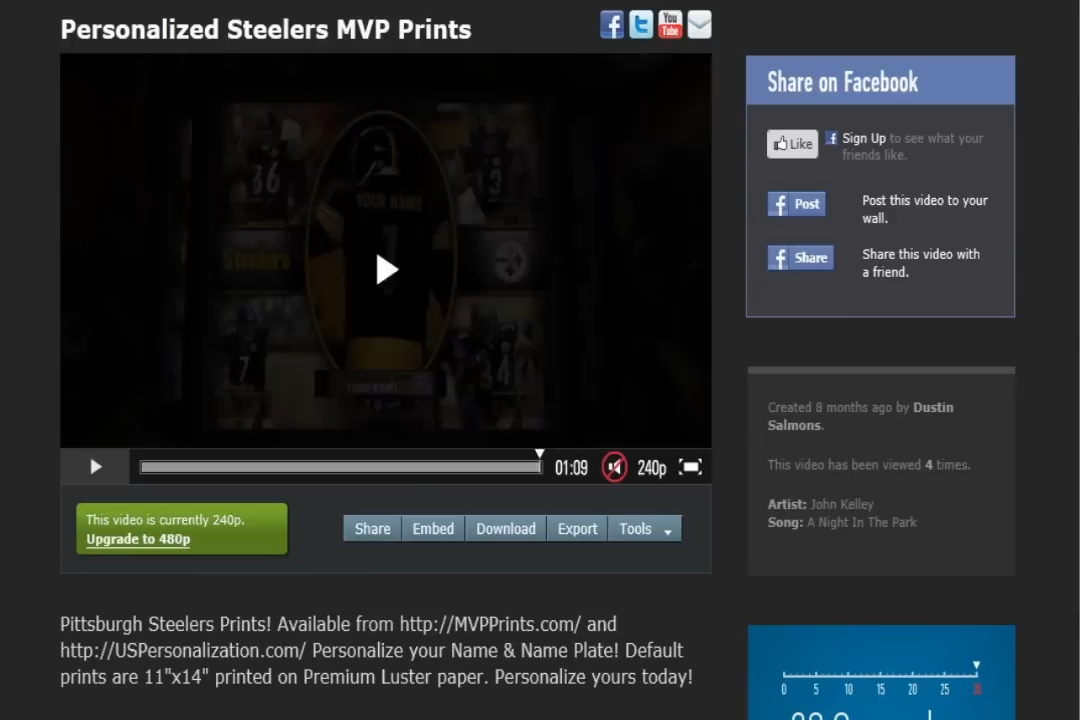 Personalized Steelers MVP Prints
You Tube
36
13
YOUR NAME
1
Steelers
7
01:09
240p
This video is currently 240p.
Upgrade to 480p
Share Embed Download Export Tools
Pittsburgh Steelers Prints! Available from http://MVPPrints.com/ and
http://USPersonalization.com/ Personalize your Name & Name Plate! Default
prints are 11"x14" printed on Premium Luster paper. Personalize yours today!
Share on Facebook
Like Sign Up to see what your
friends like.
Post Post this video to your
wall.
Share Share this video with
a friend.
Created 8 months ago by Dustin
Salmons.
This video has been viewed 4 times.
Artist: John Kelley
Song: A Night In The Park
0 5 10 15 20 25 30